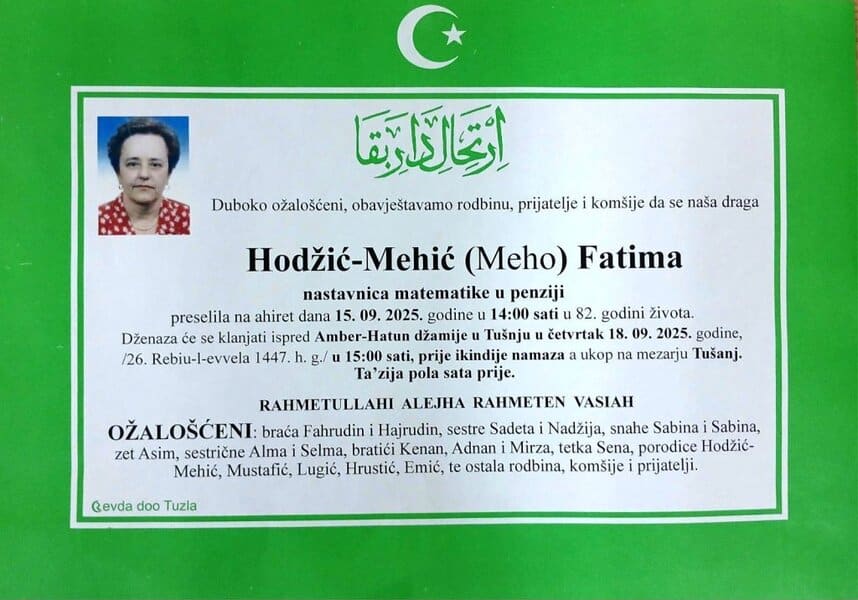 اِرْتِحَالِ دَارِ بَقَا
Duboko ožalošćeni, obavještavamo rodbinu, prijatelje i komšije da se naša draga
Hodžić-Mehić (Meho) Fatima
nastavnica matematike u penziji
preselila na ahiret dana 15. 09. 2025. godine u 14:00 sati u 82. godini života.
Dženaza će se klanjati ispred Amber-Hatun džamije u Tušnju u četvrtak 18. 09. 2025. godine,
/26. Rebiu-l-evvela 1447. h. g./ u 15:00 sati, prije ikindije namaza a ukop na mezarju Tušanj.
Ta’zija pola sata prije.
RAHMETULLAHI ALEJHA RAHMETEN VASIAH
OŽALOŠĆENI: braća Fahrudin i Hajrudin, sestre Sadeta i Nadžija, snahe Sabina i Sabina,
zet Asim, sestrične Alma i Selma, bratići Kenan, Adnan i Mirza, tetka Sena, porodice Hodžić-
Mehić, Mustafić, Lugić, Hrustić, Emić, te ostala rodbina, komšije i prijatelji.
Gevda doo Tuzla